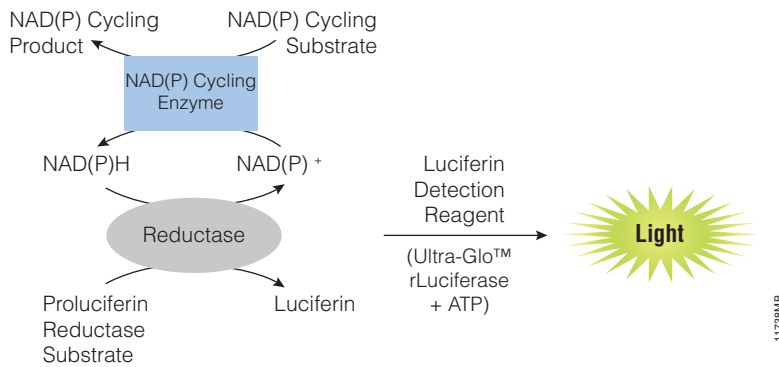 NAD(P) Cycling
Product
NAD(P) Cycling
Substrate
NAD(P) Cycling
Enzyme
NAD(P)H
NAD(P) +
Reductase
Proluciferin
Reductase
Substrate
Luciferin
Luciferin
Detection
Reagent
(Ultra-Glo™
rLuciferase
+ ATP)
Light
11738MB